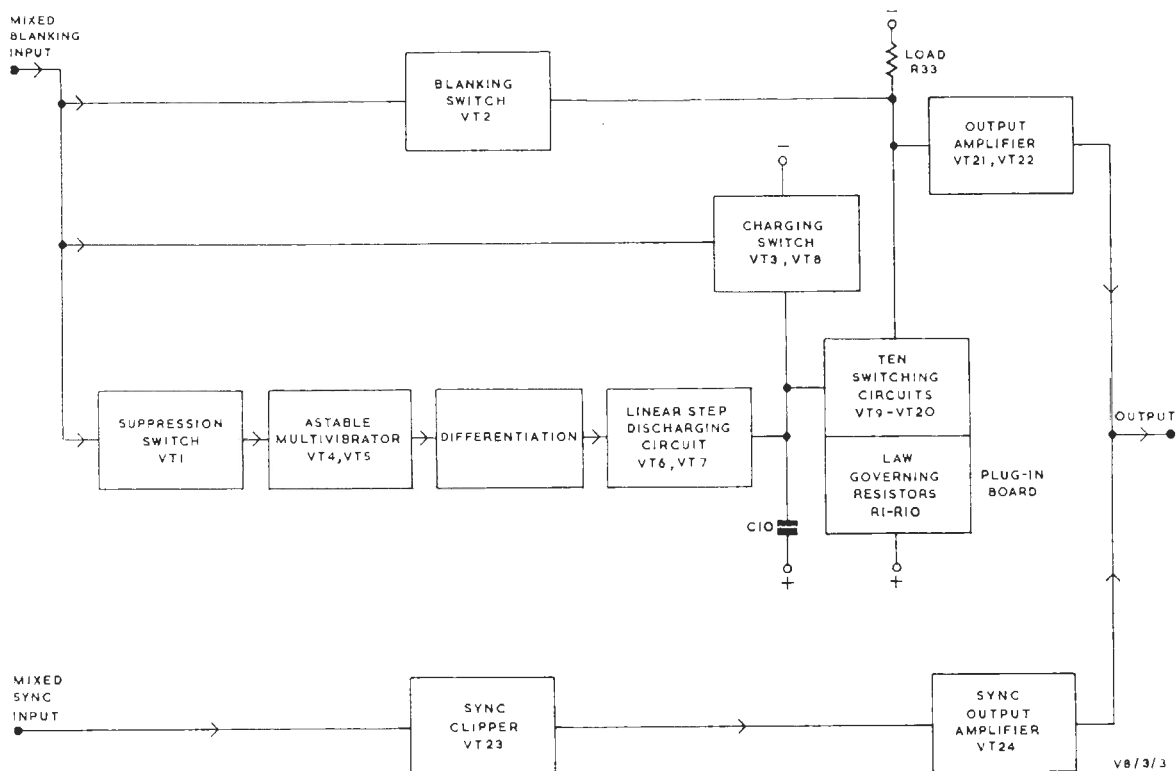 MIXED
BLANKING
INPUT
BLANKING
SWITCH
VT2
−
LOAD
R33
OUTPUT
AMPLIFIER
VT21, VT22
−
CHARGING
SWITCH
VT3, VT8
SUPPRESSION
SWITCH
VT1
ASTABLE
MULTIVIBRATOR
VT4, VT5
DIFFERENTIATION
LINEAR STEP
DISCHARGING
CIRCUIT
VT6, VT7
TEN
SWITCHING
CIRCUITS
VT9-VT20
LAW
GOVERNING
RESISTORS
R1-R10
PLUG-IN
BOARD
C10
+
+
OUTPUT
MIXED
SYNC
INPUT
SYNC
CLIPPER
VT23
SYNC
OUTPUT
AMPLIFIER
VT24
V8/3/3